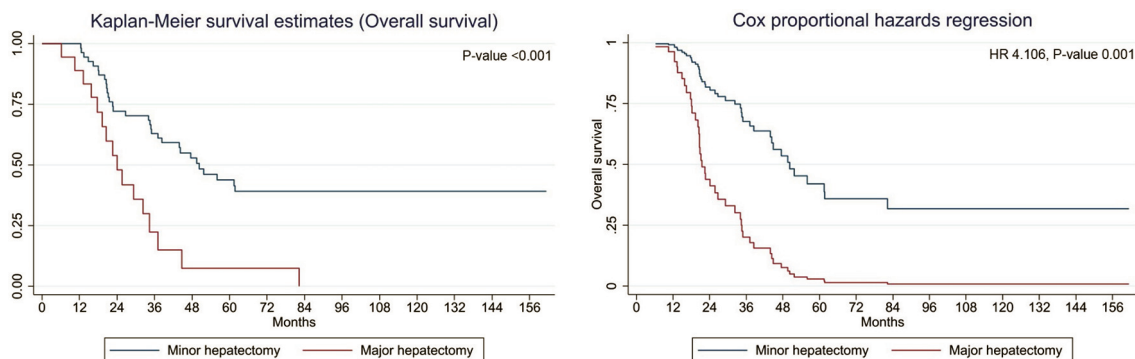 Kaplan-Meier survival estimates (Overall survival)
P-value <0.001
1.00
0.75
0.50
0.25
0.00
0 12 24 36 48 60 72 84 96 108 120 132 144 156
Months
Minor hepatectomy Major hepatectomy
Cox proportional hazards regression
HR 4.106, P-value 0.001
Overall survival
1
.75
.5
.25
0
0 12 24 36 48 60 72 84 96 108 120 132 144 156
Months
Minor hepatectomy Major hepatectomy